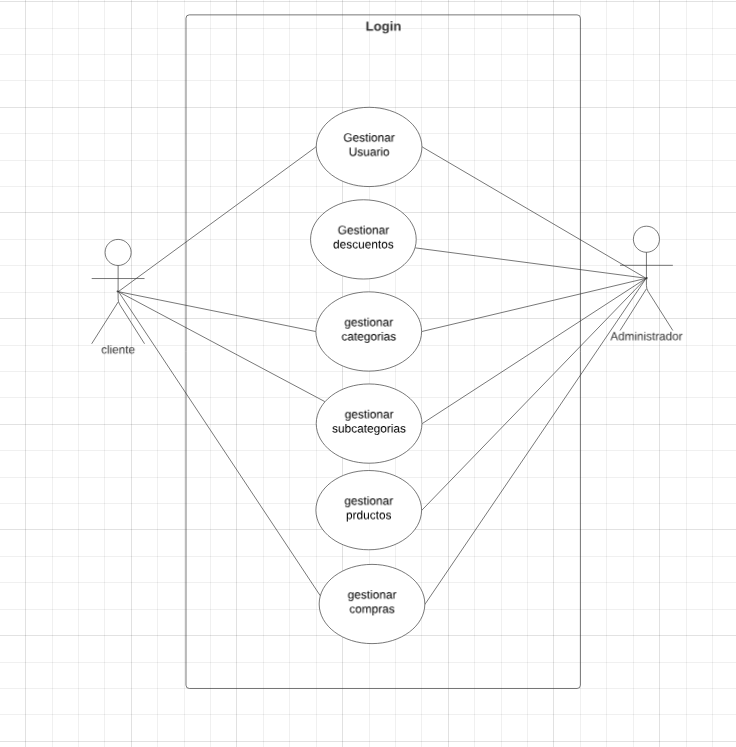 Login
Gestionar
Usuario
Gestionar
descuentos
gestionar
categorias
cliente
Administrador
gestionar
subcategorias
gestionar
prductos
gestionar
compras